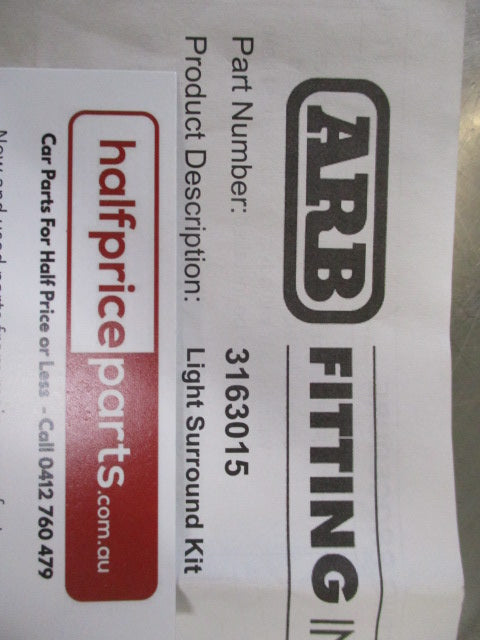 ARB FITTING IN
Part Number: 3163015
Product Description: Light Surround Kit
halfpriceparts.com.au
Car Parts For Half Price or Less - Call 0412 760 479